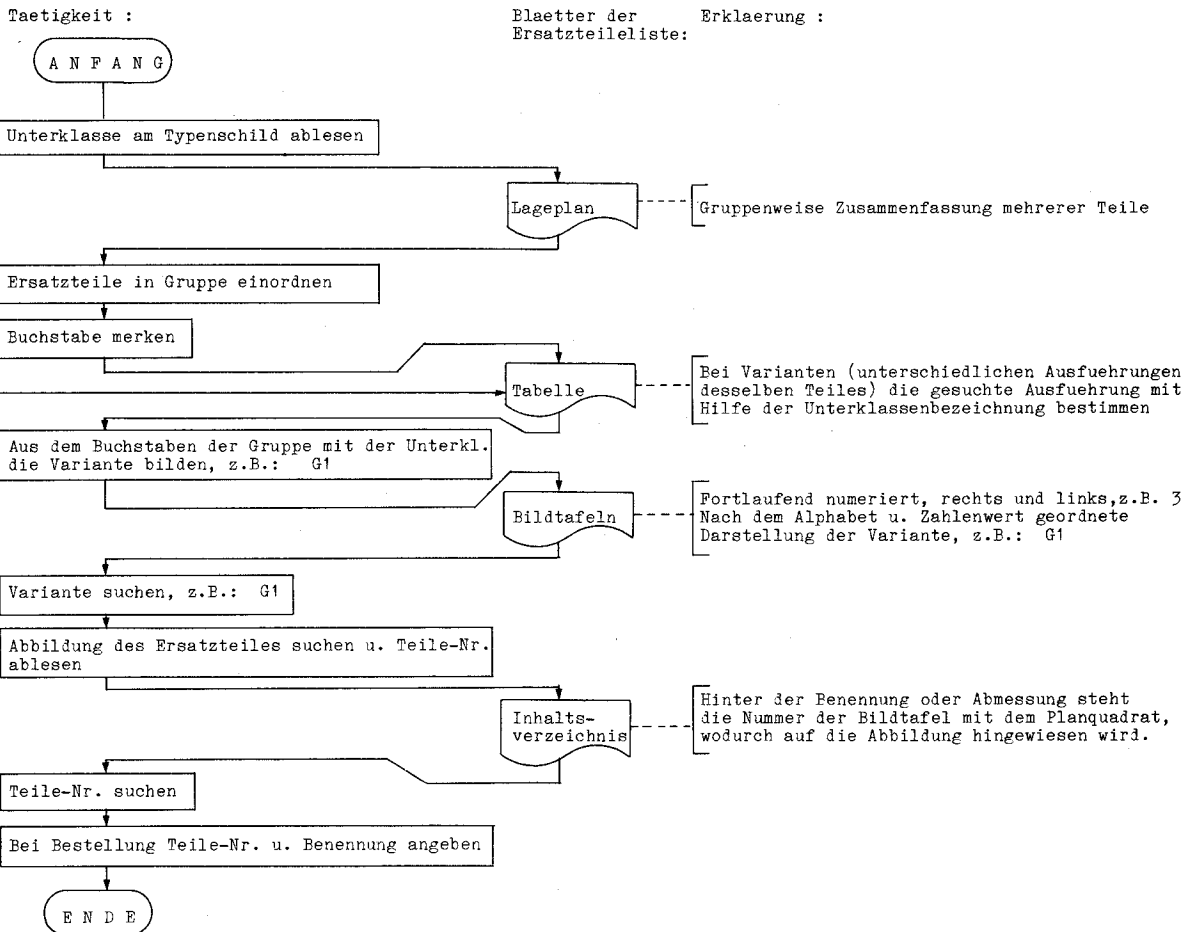 Taetigkeit :
Blaetter der
Ersatzteileliste:
Erklaerung :
A N F A N G
Unterklasse am Typenschild ablesen
Lageplan
Gruppenweise Zusammenfassung mehrerer Teile
Ersatzteile in Gruppe einordnen
Buchstabe merken
Tabelle
Bei Varianten (unterschiedlichen Ausfuehrungen
desselben Teiles) die gesuchte Ausfuehrung mit
Hilfe der Unterklassenbezeichnung bestimmen
Aus dem Buchstaben der Gruppe mit der Unterkl.
die Variante bilden, z.B.: G1
Bildtafeln
Fortlaufend numeriert, rechts und links,z.B. 3
Nach dem Alphabet u. Zahlenwert geordnete
Darstellung der Variante, z.B.: G1
Variante suchen, z.B.: G1
Abbildung des Ersatzteiles suchen u. Teile-Nr.
ablesen
Inhalts-
verzeichnis
Hinter der Benennung oder Abmessung steht
die Nummer der Bildtafel mit dem Planquadrat,
wodurch auf die Abbildung hingewiesen wird.
Teile-Nr. suchen
Bei Bestellung Teile-Nr. u. Benennung angeben
E N D E